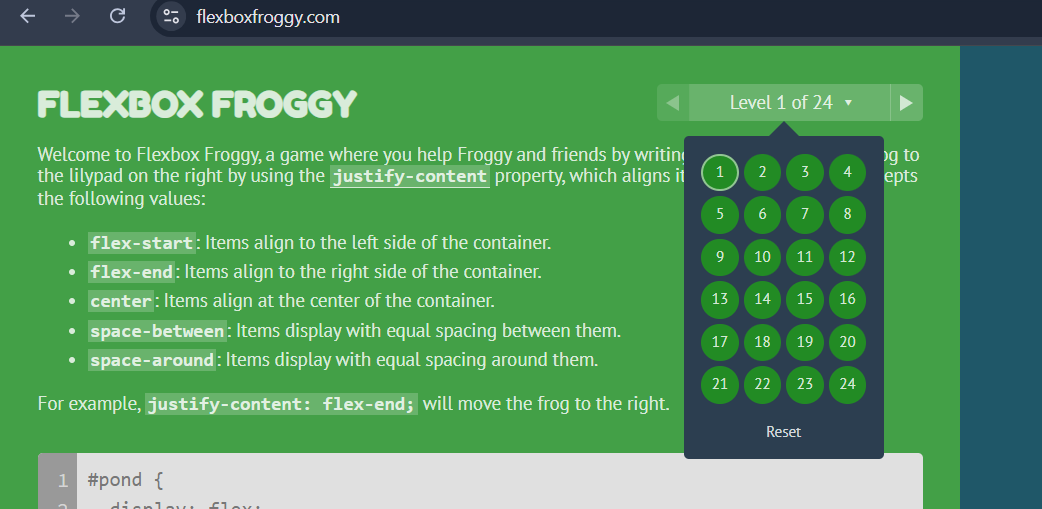 flexboxfroggy.com
FLEXBOX FROGGY
Level 1 of 24
Welcome to Flexbox Froggy, a game where you help Froggy and friends by writing
to
the lilypad on the right by using the justify-content property, which aligns
the following values:
flex-start: Items align to the left side of the container.
flex-end: Items align to the right side of the container.
center: Items align at the center of the container.
space-between: Items display with equal spacing between them.
space-around: Items display with equal spacing around them.
For example, justify-content: flex-end; will move the frog to the right.
1 2 3 4
5 6 7 8
9 10 11 12
13 14 15 16
17 18 19 20
21 22 23 24
Reset
1 #pond {
2 display: flex;